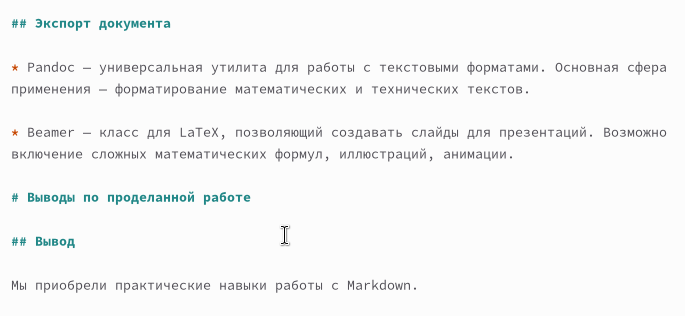 ## Экспорт документа
* Pandoc — универсальная утилита для работы с текстовыми форматами. Основная сфера
применения — форматирование математических и технических текстов.
* Beamer — класс для LaTeX, позволяющий создавать слайды для презентаций. Возможно
включение сложных математических формул, иллюстраций, анимации.
# Выводы по проделанной работе
## Вывод
Мы приобрели практические навыки работы с Markdown.